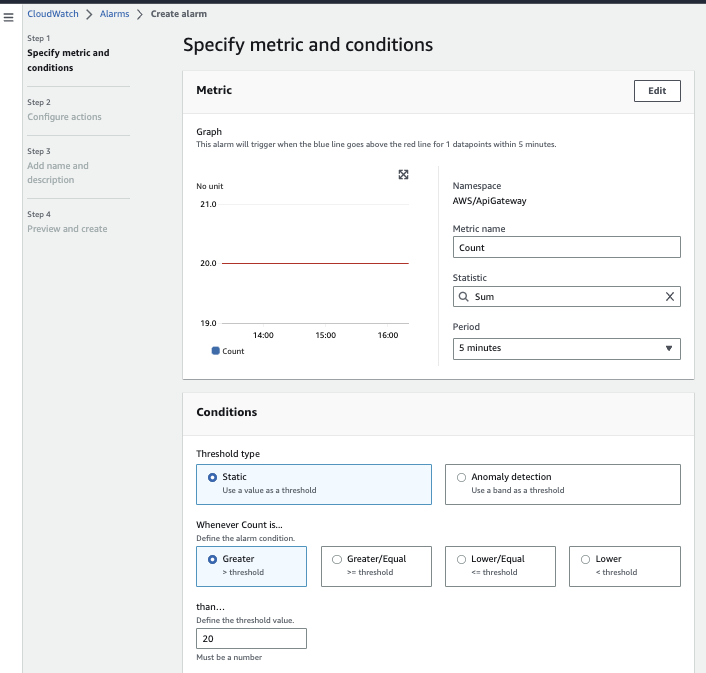 CloudWatch > Alarms > Create alarm
Step 1
Specify metric and
conditions
Step 2
Configure actions
Step 3
Add name and
description
Step 4
Preview and create
Specify metric and conditions
Metric
Edit
Graph
This alarm will trigger when the blue line goes above the red line for 1 datapoints within 5 minutes.
No unit
21.0
20.0
19.0
14:00 15:00 16:00
Count
Namespace
AWS/ApiGateway
Metric name
Count
Statistic
Sum
Period
5 minutes
Conditions
Threshold type
Static
Use a value as a threshold
Anomaly detection
Use a band as a threshold
Whenever Count is...
Define the alarm condition.
Greater
> threshold
Greater/Equal
>= threshold
Lower/Equal
<= threshold
Lower
< threshold
than...
Define the threshold value.
20
Must be a number